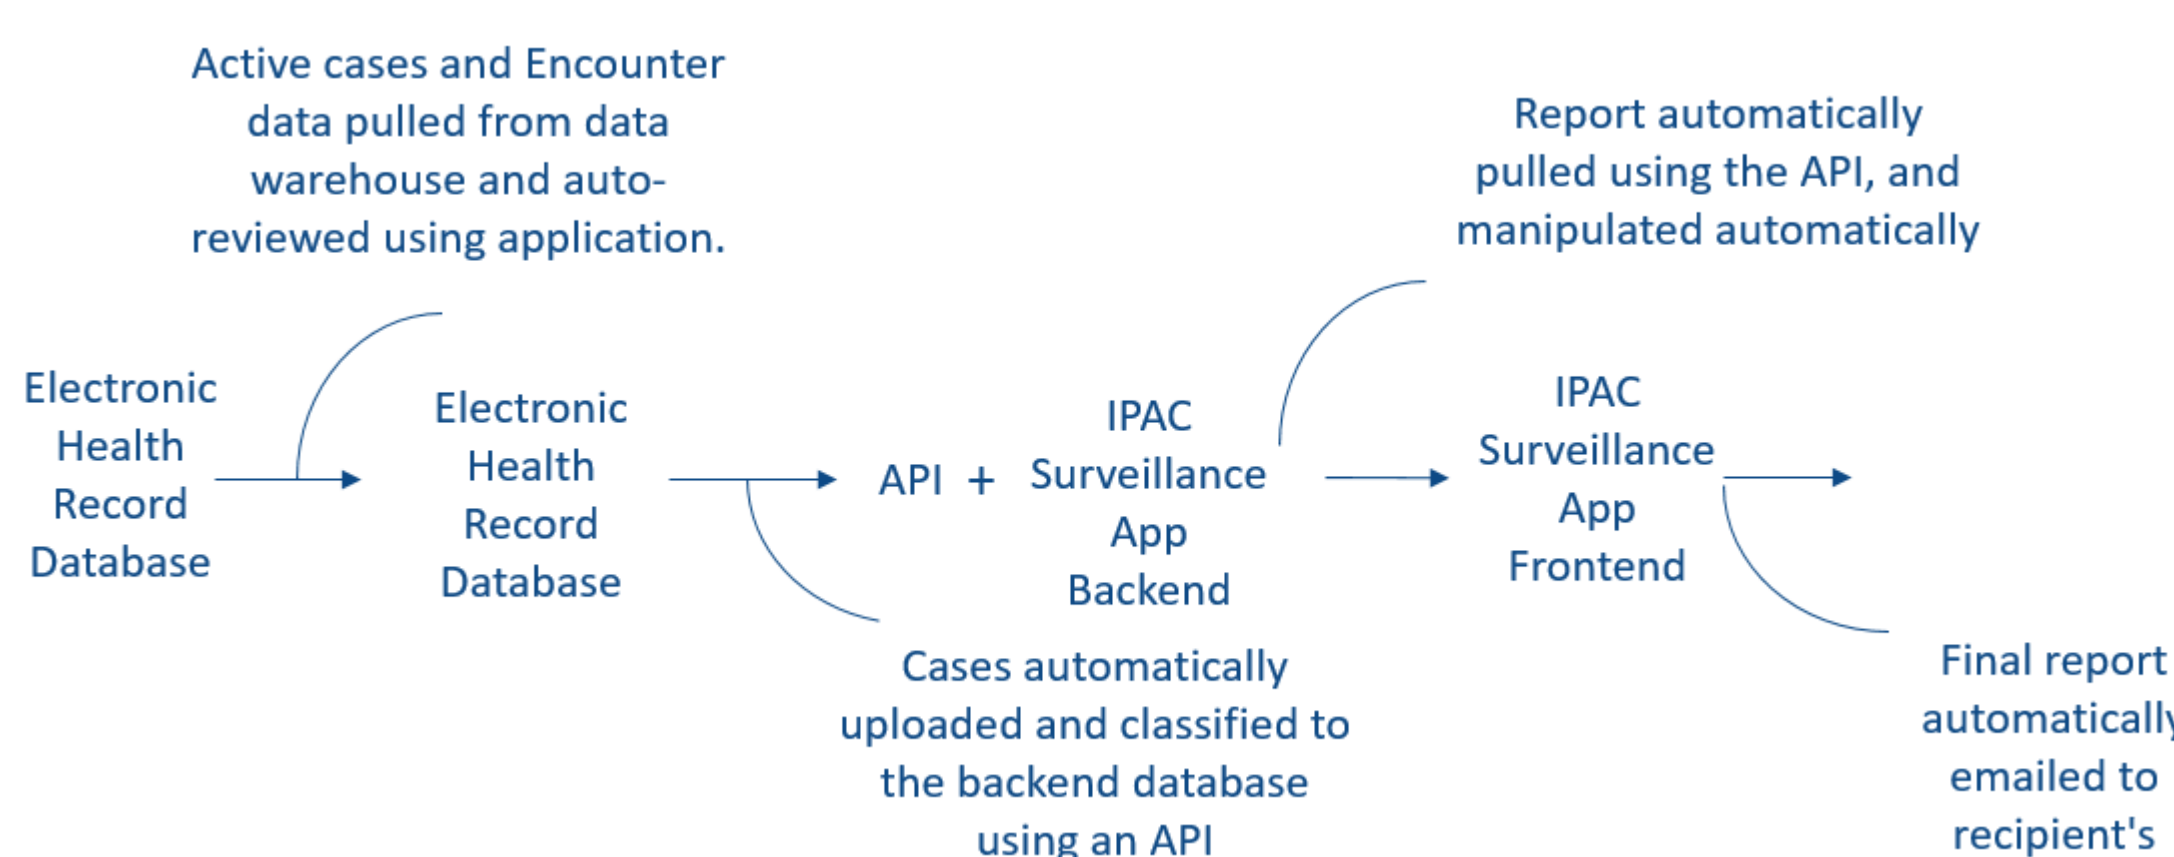 Active cases and Encounter
data pulled from data
warehouse and auto-
reviewed using application.
Report automatically
pulled using the API, and
manipulated automatically
Electronic
Health
Record
Database
Electronic
Health
Record
Database
API +
IPAC
Surveillance
App
Backend
IPAC
Surveillance
App
Frontend
Cases automatically
uploaded and classified to
the backend database
using an API
Final report
automatically
emailed to
recipient's